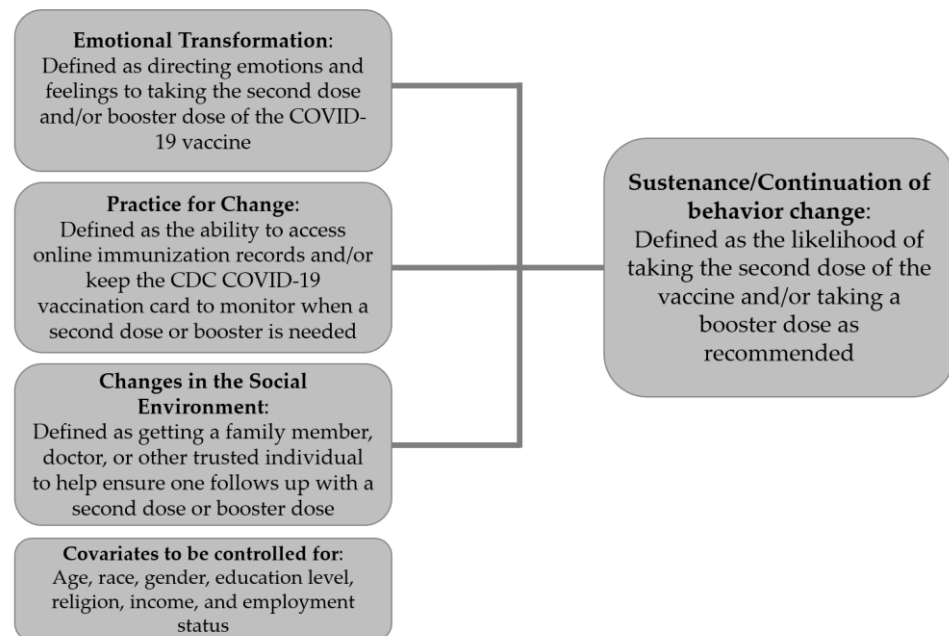 Emotional Transformation:
Defined as directing emotions and
feelings to taking the second dose
and/or booster dose of the COVID-
19 vaccine
Practice for Change:
Defined as the ability to access
online immunization records and/or
keep the CDC COVID-19
vaccination card to monitor when a
second dose or booster is needed
Changes in the Social
Environment:
Defined as getting a family member,
doctor, or other trusted individual
to help ensure one follows up with a
second dose or booster dose
Covariates to be controlled for:
Age, race, gender, education level,
religion, income, and employment
status
Sustenance/Continuation of
behavior change:
Defined as the likelihood of
taking the second dose of the
vaccine and/or taking a
booster dose as
recommended